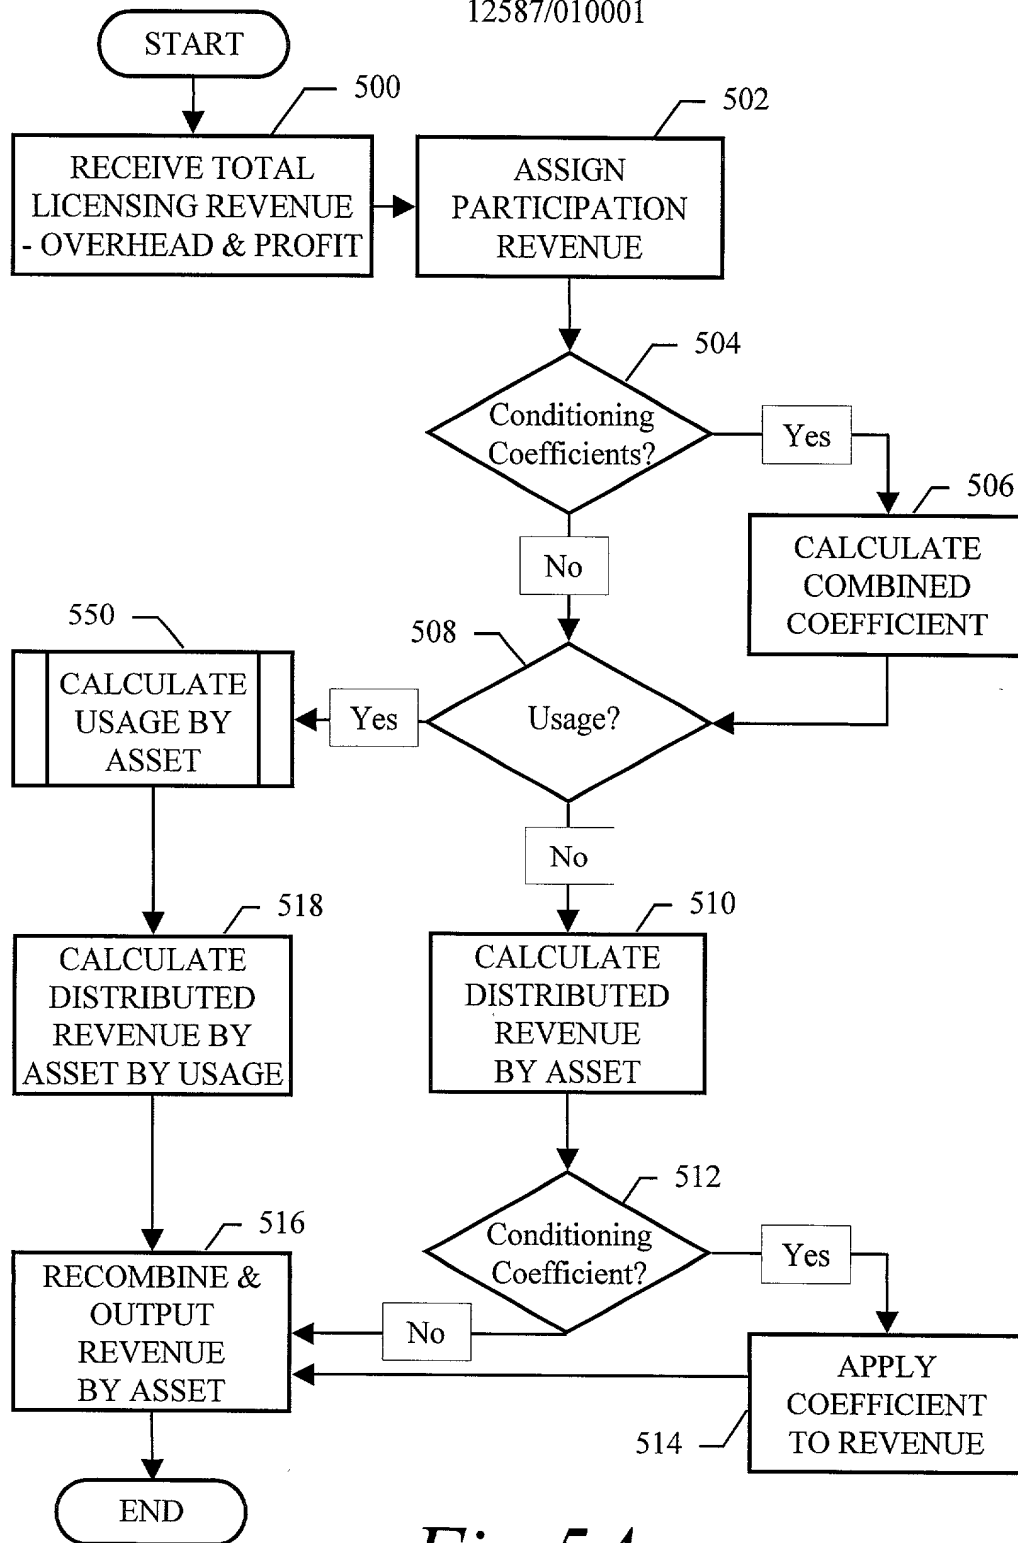 12587/010001
START
500
RECEIVE TOTAL
LICENSING REVENUE
- OVERHEAD & PROFIT
502
ASSIGN
PARTICIPATION
REVENUE
504
Conditioning
Coefficients?
Yes
506
CALCULATE
COMBINED
COEFFICIENT
No
550
CALCULATE
USAGE BY
ASSET
508
Usage?
Yes
No
518
CALCULATE
DISTRIBUTED
REVENUE BY
ASSET BY USAGE
510
CALCULATE
DISTRIBUTED
REVENUE
BY ASSET
512
Conditioning
Coefficient?
Yes
No
516
RECOMBINE &
OUTPUT
REVENUE
BY ASSET
514
APPLY
COEFFICIENT
TO REVENUE
END
Fig 5A